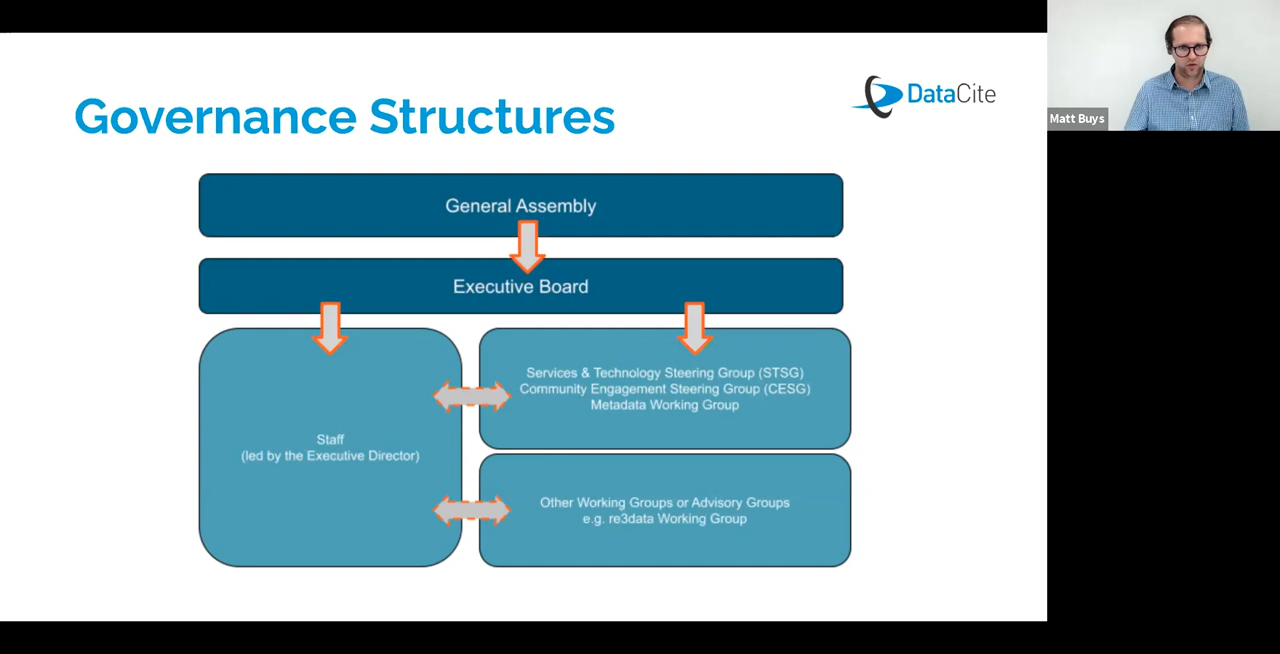 Governance Structures
DataCite
Matt Buys
General Assembly
Executive Board
Services & Technology Steering Group (STSG)
Community Engagement Steering Group (CESG)
Metadata Working Group
Staff
(led by the Executive Director)
Other Working Groups or Advisory Groups
e.g. re3data Working Group